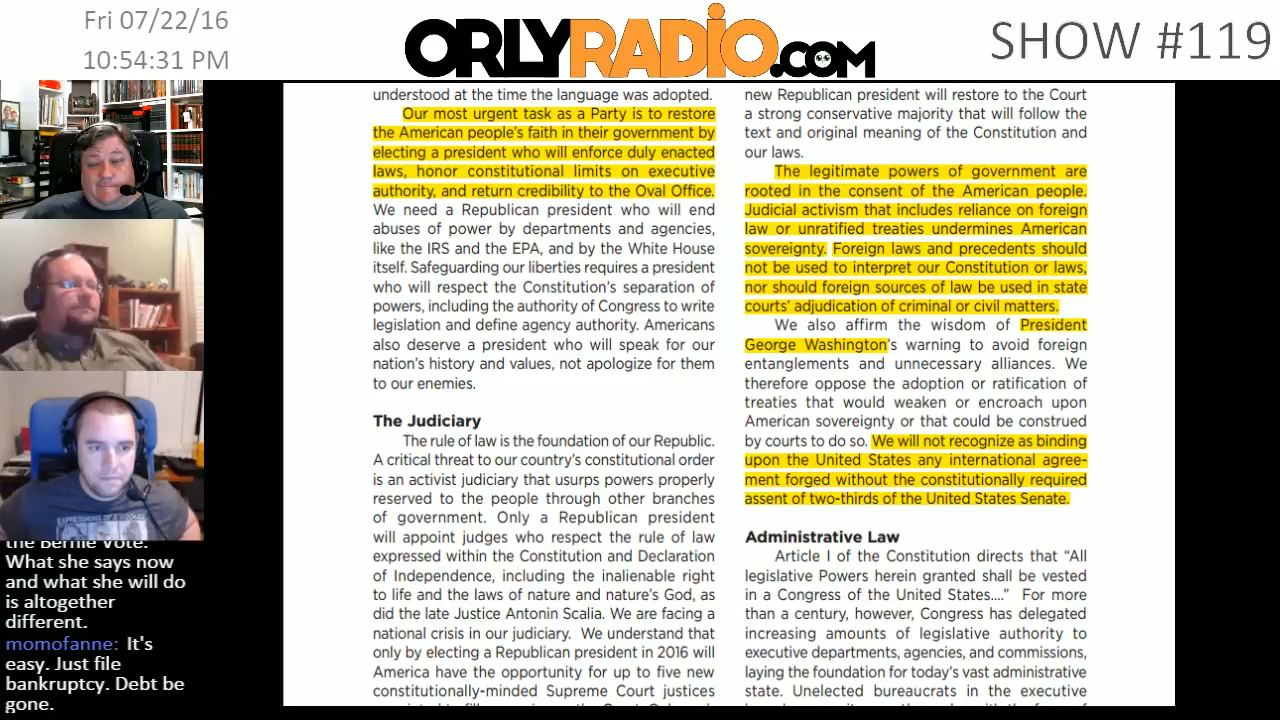 Fri 07/22/16
10:54:31 PM
ORLYRADiO.COM
SHOW #119
understood at the time the language was adopted.
Our most urgent task as a Party is to restore
the American people's faith in their government by
electing a president who will enforce duly enacted
laws, honor constitutional limits on executive
authority, and return credibility to the Oval Office.
We need a Republican president who will end
abuses of power by departments and agencies,
like the IRS and the EPA, and by the White House
itself. Safeguarding our liberties requires a president
who will respect the Constitution's separation of
powers, including the authority of Congress to write
legislation and define agency authority. Americans
also deserve a president who will speak for our
nation's history and values, not apologize for them
to our enemies.
The Judiciary
The rule of law is the foundation of our Republic.
A critical threat to our country's constitutional order
is an activist judiciary that usurps powers properly
reserved to the people through other branches
of government. Only a Republican president
will appoint judges who respect the rule of law
expressed within the Constitution and Declaration
of Independence, including the inalienable right
to life and the laws of nature and nature's God, as
did the late Justice Antonin Scalia. We are facing a
national crisis in our judiciary. We understand that
only by electing a Republican president in 2016 will
America have the opportunity for up to five new
constitutionally-minded Supreme Court justices
new Republican president will restore to the Court
a strong conservative majority that will follow the
text and original meaning of the Constitution and
our laws.
The legitimate powers of government are
rooted in the consent of the American people.
Judicial activism that includes reliance on foreign
law or unratified treaties undermines American
sovereignty. Foreign laws and precedents should
not be used to interpret our Constitution or laws,
nor should foreign sources of law be used in state
courts' adjudication of criminal or civil matters.
We also affirm the wisdom of President
George Washington's warning to avoid foreign
entanglements and unnecessary alliances. We
therefore oppose the adoption or ratification of
treaties that would weaken or encroach upon
American sovereignty or that could be construed
by courts to do so. We will not recognize as binding
upon the United States any international agree-
ment forged without the constitutionally required
assent of two-thirds of the United States Senate.
Administrative Law
Article I of the Constitution directs that “All
legislative Powers herein granted shall be vested
in a Congress of the United States....” For more
than a century, however, Congress has delegated
increasing amounts of legislative authority to
executive departments, agencies, and commissions,
laying the foundation for today's vast administrative
state. Unelected bureaucrats in the executive
the Bernie Vote.
What she says now
and what she will do
is altogether
different.
momofanne: It's
easy. Just file
bankruptcy. Debt be
gone.